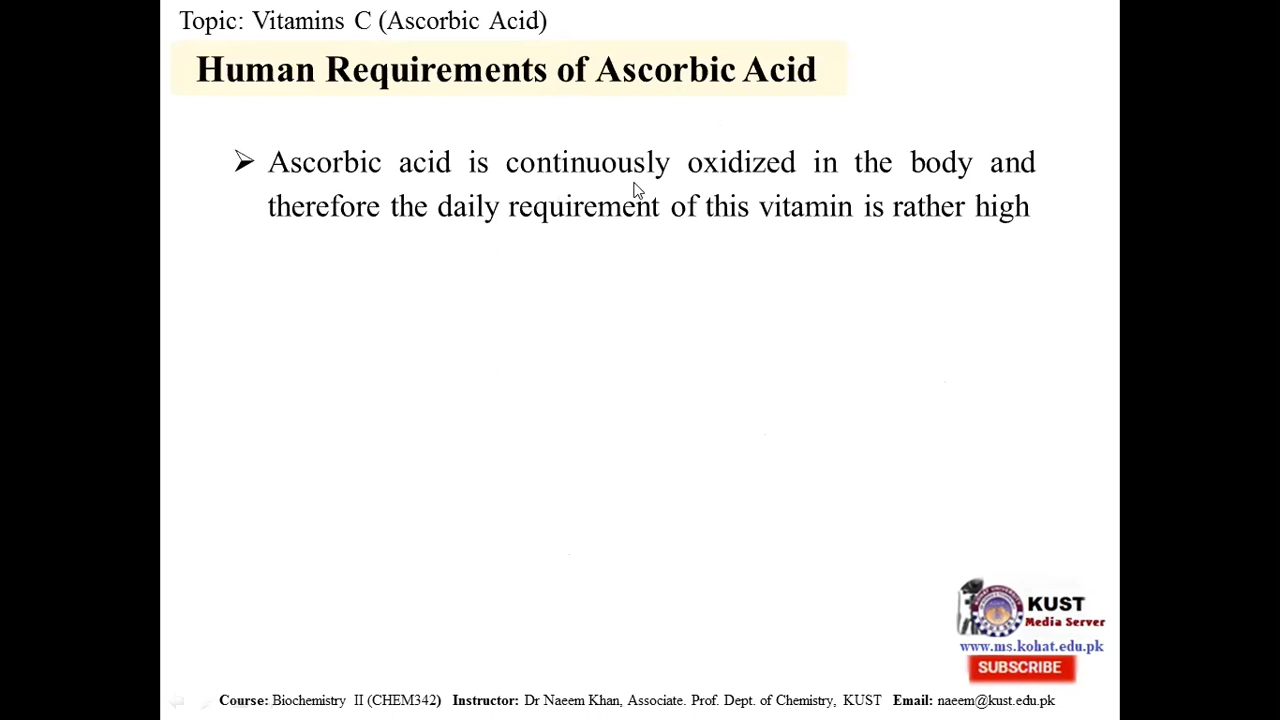 Topic: Vitamins C (Ascorbic Acid)
Human Requirements of Ascorbic Acid
➢ Ascorbic acid is continuously oxidized in the body and
therefore the daily requirement of this vitamin is rather high
KUST
Media Server
www.ms.kohat.edu.pk
SUBSCRIBE
Course: Biochemistry II (CHEM342) Instructor: Dr Naeem Khan, Associate. Prof. Dept. of Chemistry, KUST Email: naeem@kust.edu.pk